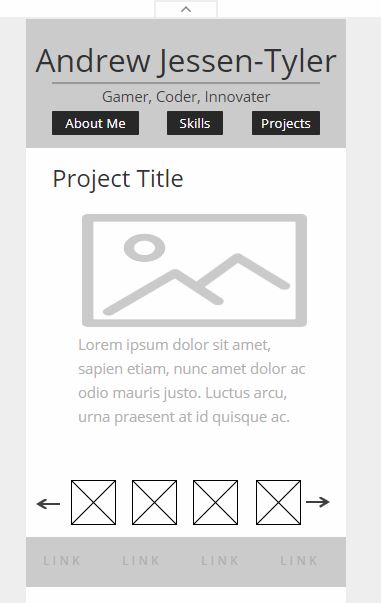 Andrew Jessen-Tyler
Gamer, Coder, Innovater
About Me Skills Projects
Project Title
Lorem ipsum dolor sit amet,
sapien etiam, nunc amet dolor ac
odio mauris justo. Luctus arcu,
urna praesent at id quisque ac.
LINK LINK LINK LINK